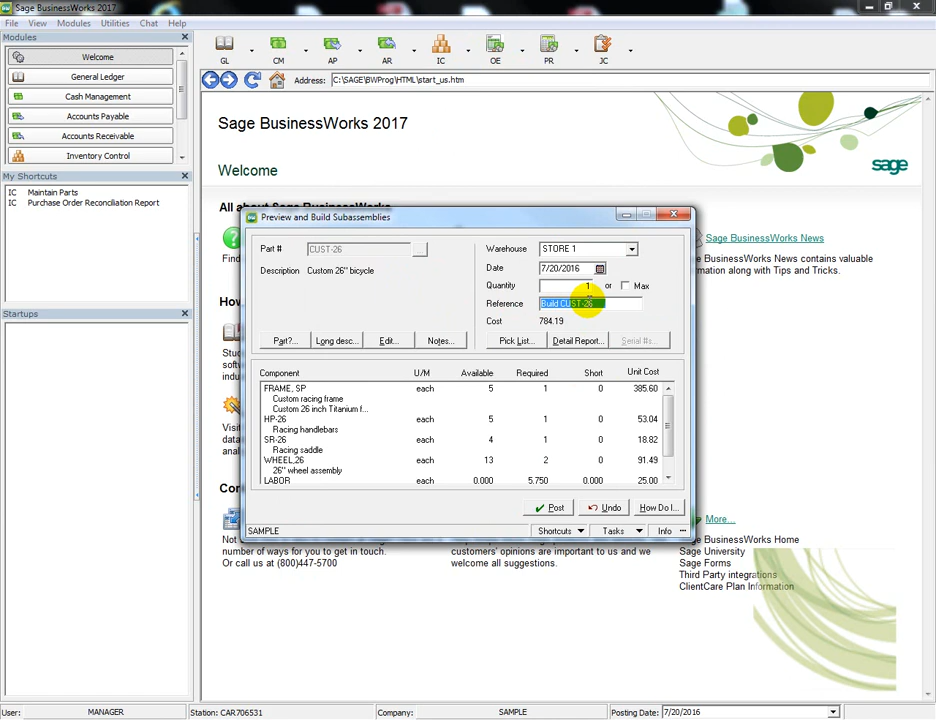 Sage BusinessWorks 2017
File View Modules Utilities Chat Help
Modules
Welcome
General Ledger
Cash Management
Accounts Payable
Accounts Receivable
Inventory Control
My Shortcuts
IC Maintain Parts
IC Purchase Order Reconciliation Report
Startups
GL CM AP AR IC OE PR JC
Address: C:\SAGE\BWProg\HTML\start_us.htm
Sage BusinessWorks 2017
sage
Welcome
All about Sage BusinessWorks
Sage BusinessWorks News
BusinessWorks News contains valuable
along with Tips and Tricks.
Preview and Build Subassemblies
Part # CUST-26
Description Custom 26" bicycle
Warehouse STORE 1
Date 7/20/2016
Quantity 1 or Max
Reference Build CUST-26
Cost 784.19
Part?... Long desc... Edit... Notes... Pick List... Detail Report... Serial #s...
Component U/M Available Required Short Unit Cost
FRAME, SP each 5 1 0 385.60
Custom racing frame
Custom 26 inch Titanium f...
HP-26 each 5 1 0 53.04
Racing handlebars
SR-26 each 4 1 0 18.82
Racing saddle
WHEEL,26 each 13 2 0 91.49
26" wheel assembly
LABOR each 0.000 5.750 0.000 25.00
Post Undo How Do I...
SAMPLE Shortcuts Tasks Info
More...
Sage BusinessWorks Home
Sage University
Sage Forms
Third Party integrations
ClientCare Plan Information
number of ways for you to get in touch.
Or call us at (800)447-5700
customers' opinions are important to us and we
welcome all suggestions.
User: MANAGER Station: CAR706531 Company: SAMPLE Posting Date: 7/20/2016